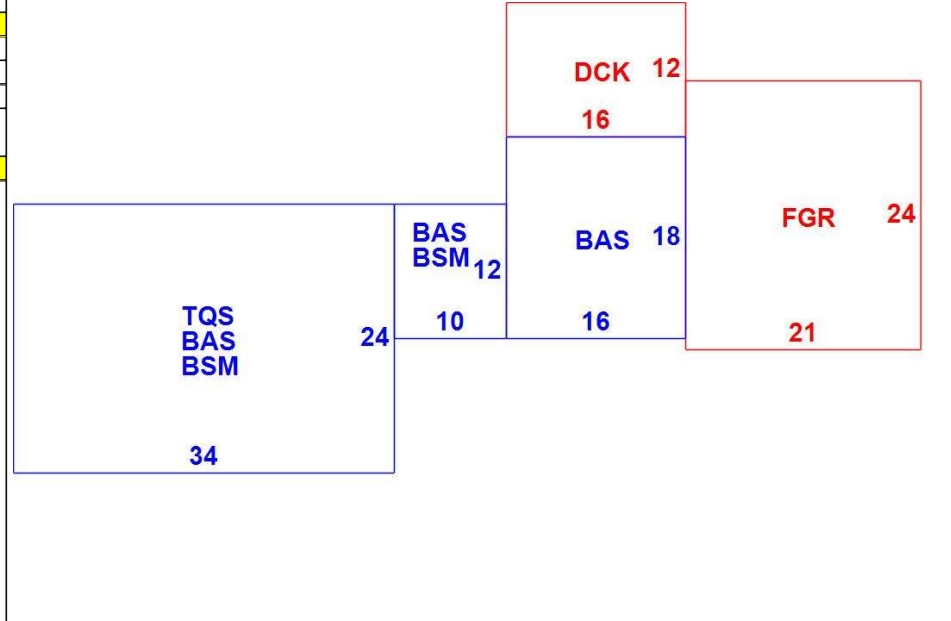 DCK 12
16
FGR 24
21
BAS 18
16
BAS
BSM 12
10
TQS
BAS
BSM
24
34